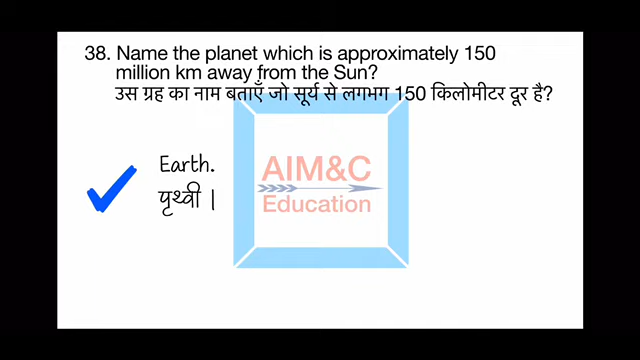 38. Name the planet which is approximately 150
million km away from the Sun?
उस ग्रह का नाम बताएँ जो सूर्य से लगभग 150 किलोमीटर दूर है?
Earth.
पृथ्वी |
AIM&C
Education